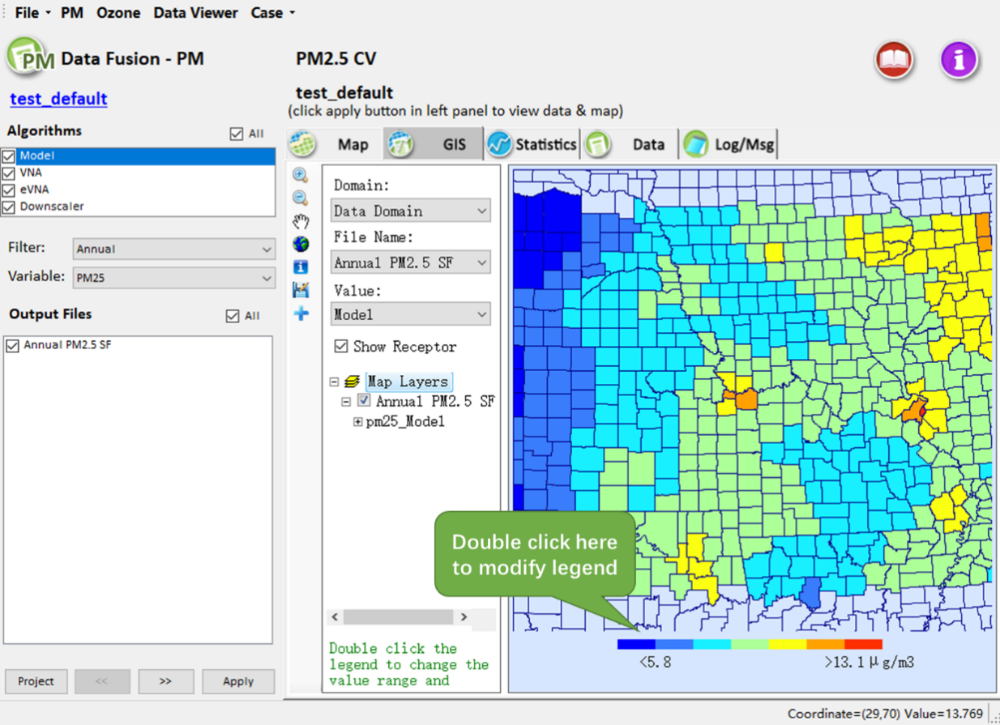 File PM Ozone Data Viewer Case
PM Data Fusion - PM
PM2.5 CV
test_default
test_default
(click apply button in left panel to view data & map)
Algorithms
All
Model
VNA
eVNA
Downscaler
Filter: Annual
Variable: PM25
Output Files
All
Annual PM2.5 SF
Project << >> Apply
Map GIS Statistics Data Log/Msg
Domain:
Data Domain
File Name:
Annual PM2.5 SF
Value:
Model
Show Receptor
Map Layers
Annual PM2.5 SF
pm25_Model
Double click the
legend to change the
value range and
Double click here
to modify legend
<5.8 >13.1 μg/m3
Coordinate=(29,70) Value=13.769